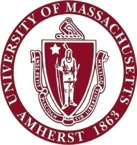 UNIVERSITY OF MASSACHUSETTS
AMHERST 1863